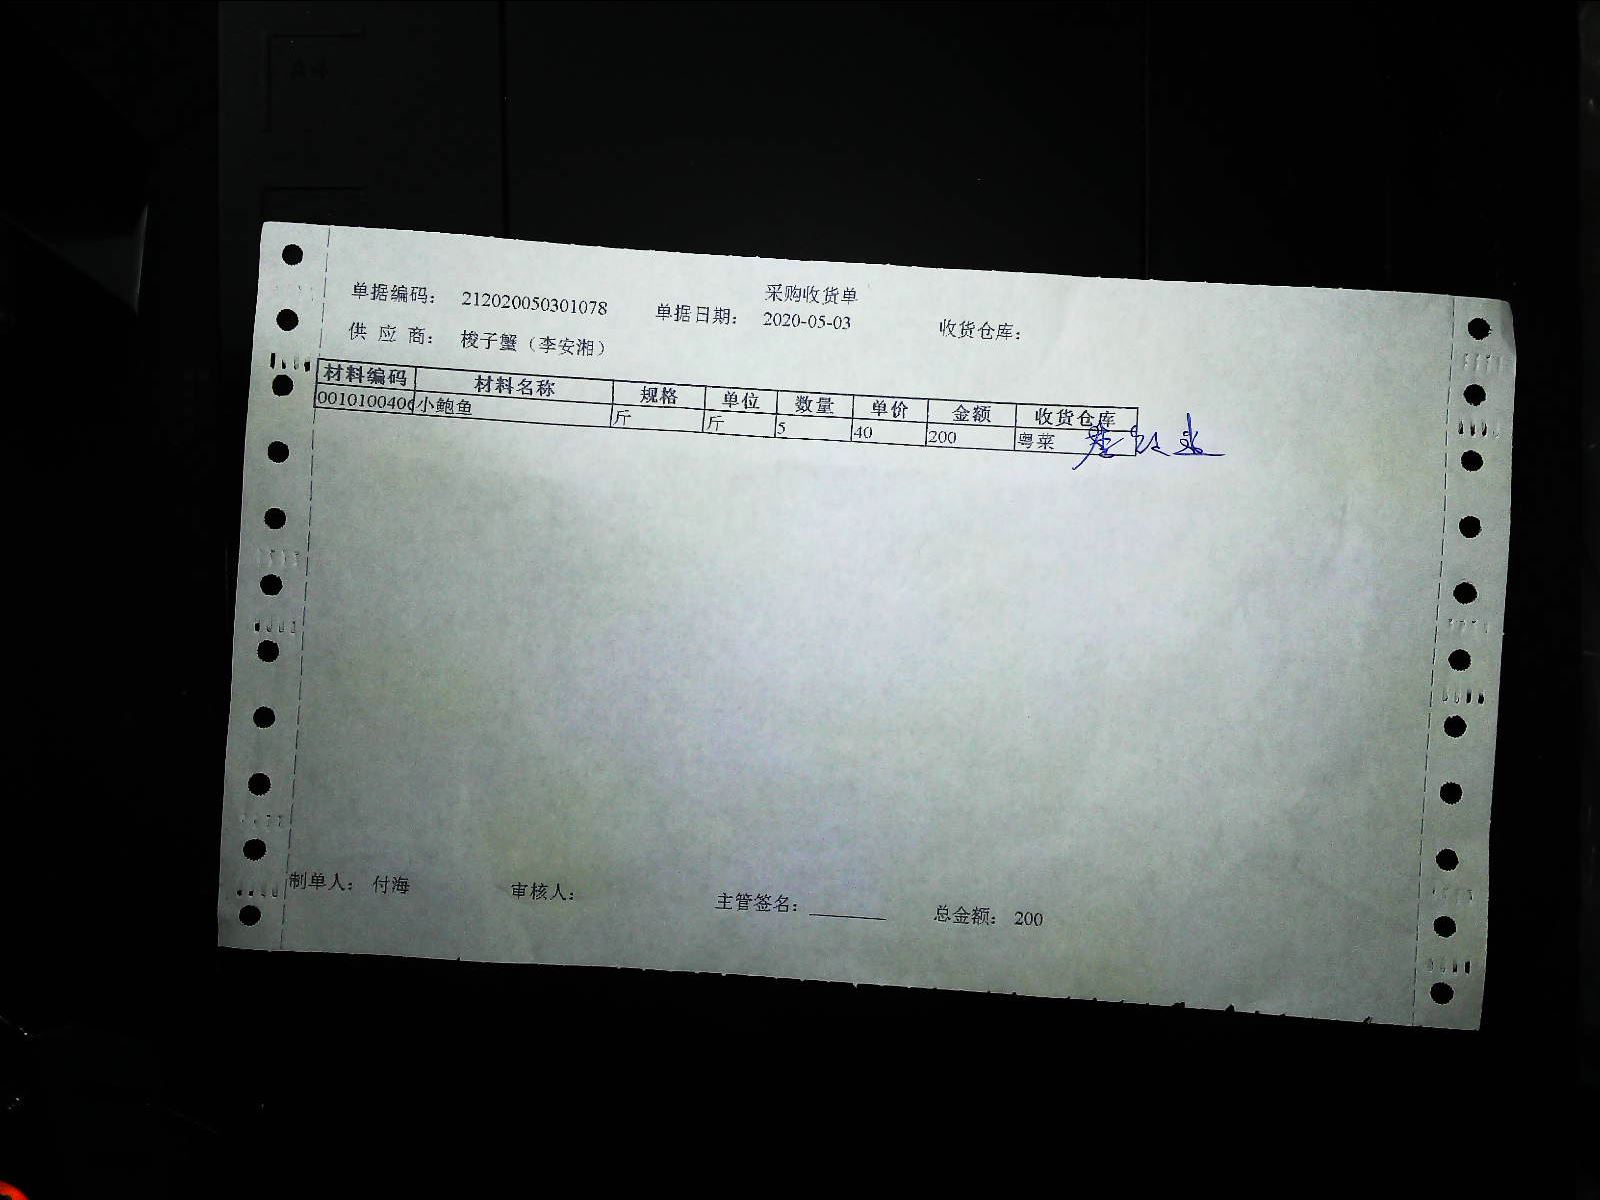 采购收货单
单据编码： 212020050301078 单据日期： 2020-05-03 收货仓库：
供 应 商： 梭子蟹（李安湘）
材料编码 材料名称 规格 单位 数量 单价 金额 收货仓库
001010040 小鲍鱼 斤 斤 5 40 200 粤菜
制单人： 付海 审核人： 主管签名： 总金额： 200